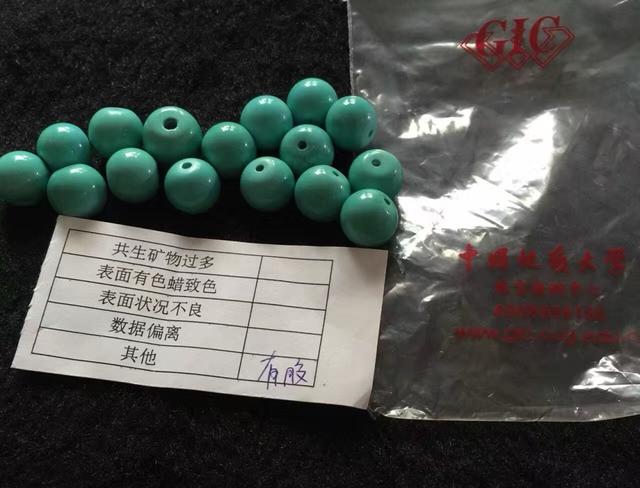 GIC
共生矿物过多
表面有色蜡致色
表面状况不良
数据偏离
其他
有胶
中国地质大学